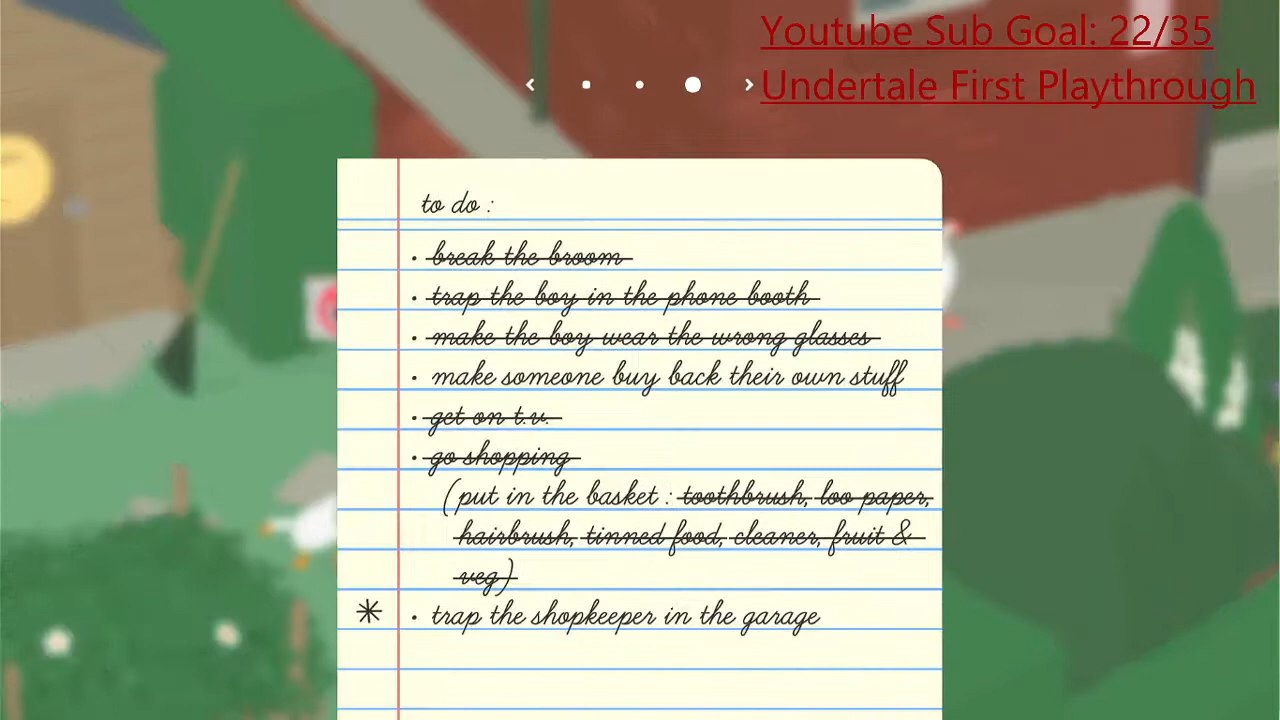 Youtube Sub Goal: 22/35
Undertale First Playthrough
to do :
• break the broom
• trap the boy in the phone booth
• make the boy wear the wrong glasses
• make someone buy back their own stuff
• get on t.v.
• go shopping
(put in the basket : toothbrush, loo paper,
hairbrush, tinned food, cleaner, fruit &
veg)
• trap the shopkeeper in the garage